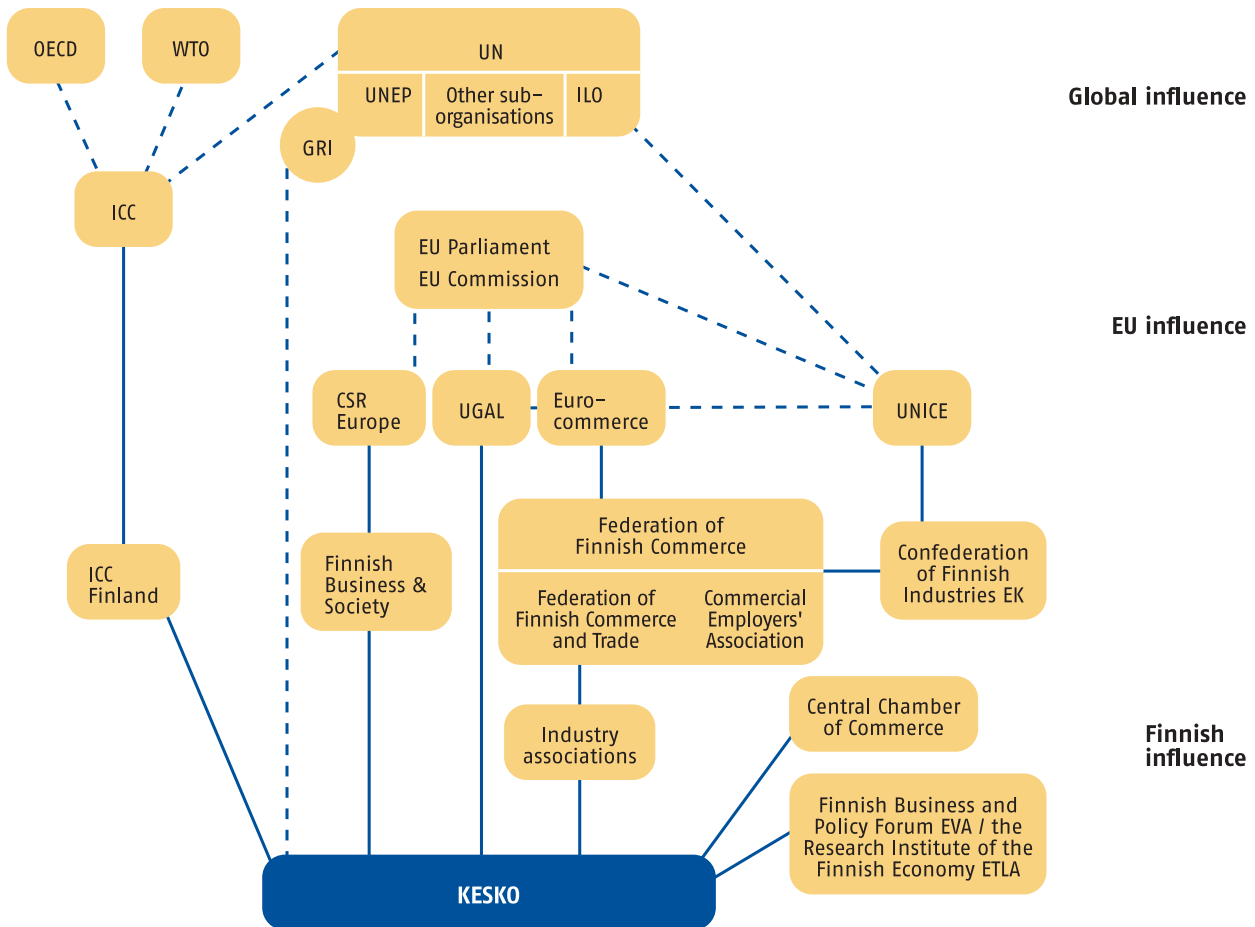 OECD
WTO
UN
UNEP
Other sub–
organisations
ILO
Global influence
GRI
ICC
EU Parliament
EU Commission
EU influence
CSR
Europe
UGAL
Euro–
commerce
UNICE
Federation of
Finnish Commerce
Confederation
of Finnish
Industries EK
ICC
Finland
Finnish
Business &
Society
Federation of
Finnish Commerce
and Trade
Commercial
Employers'
Association
Central Chamber
of Commerce
Industry
associations
Finnish
influence
Finnish Business and
Policy Forum EVA / the
Research Institute of the
Finnish Economy ETLA
KESKO